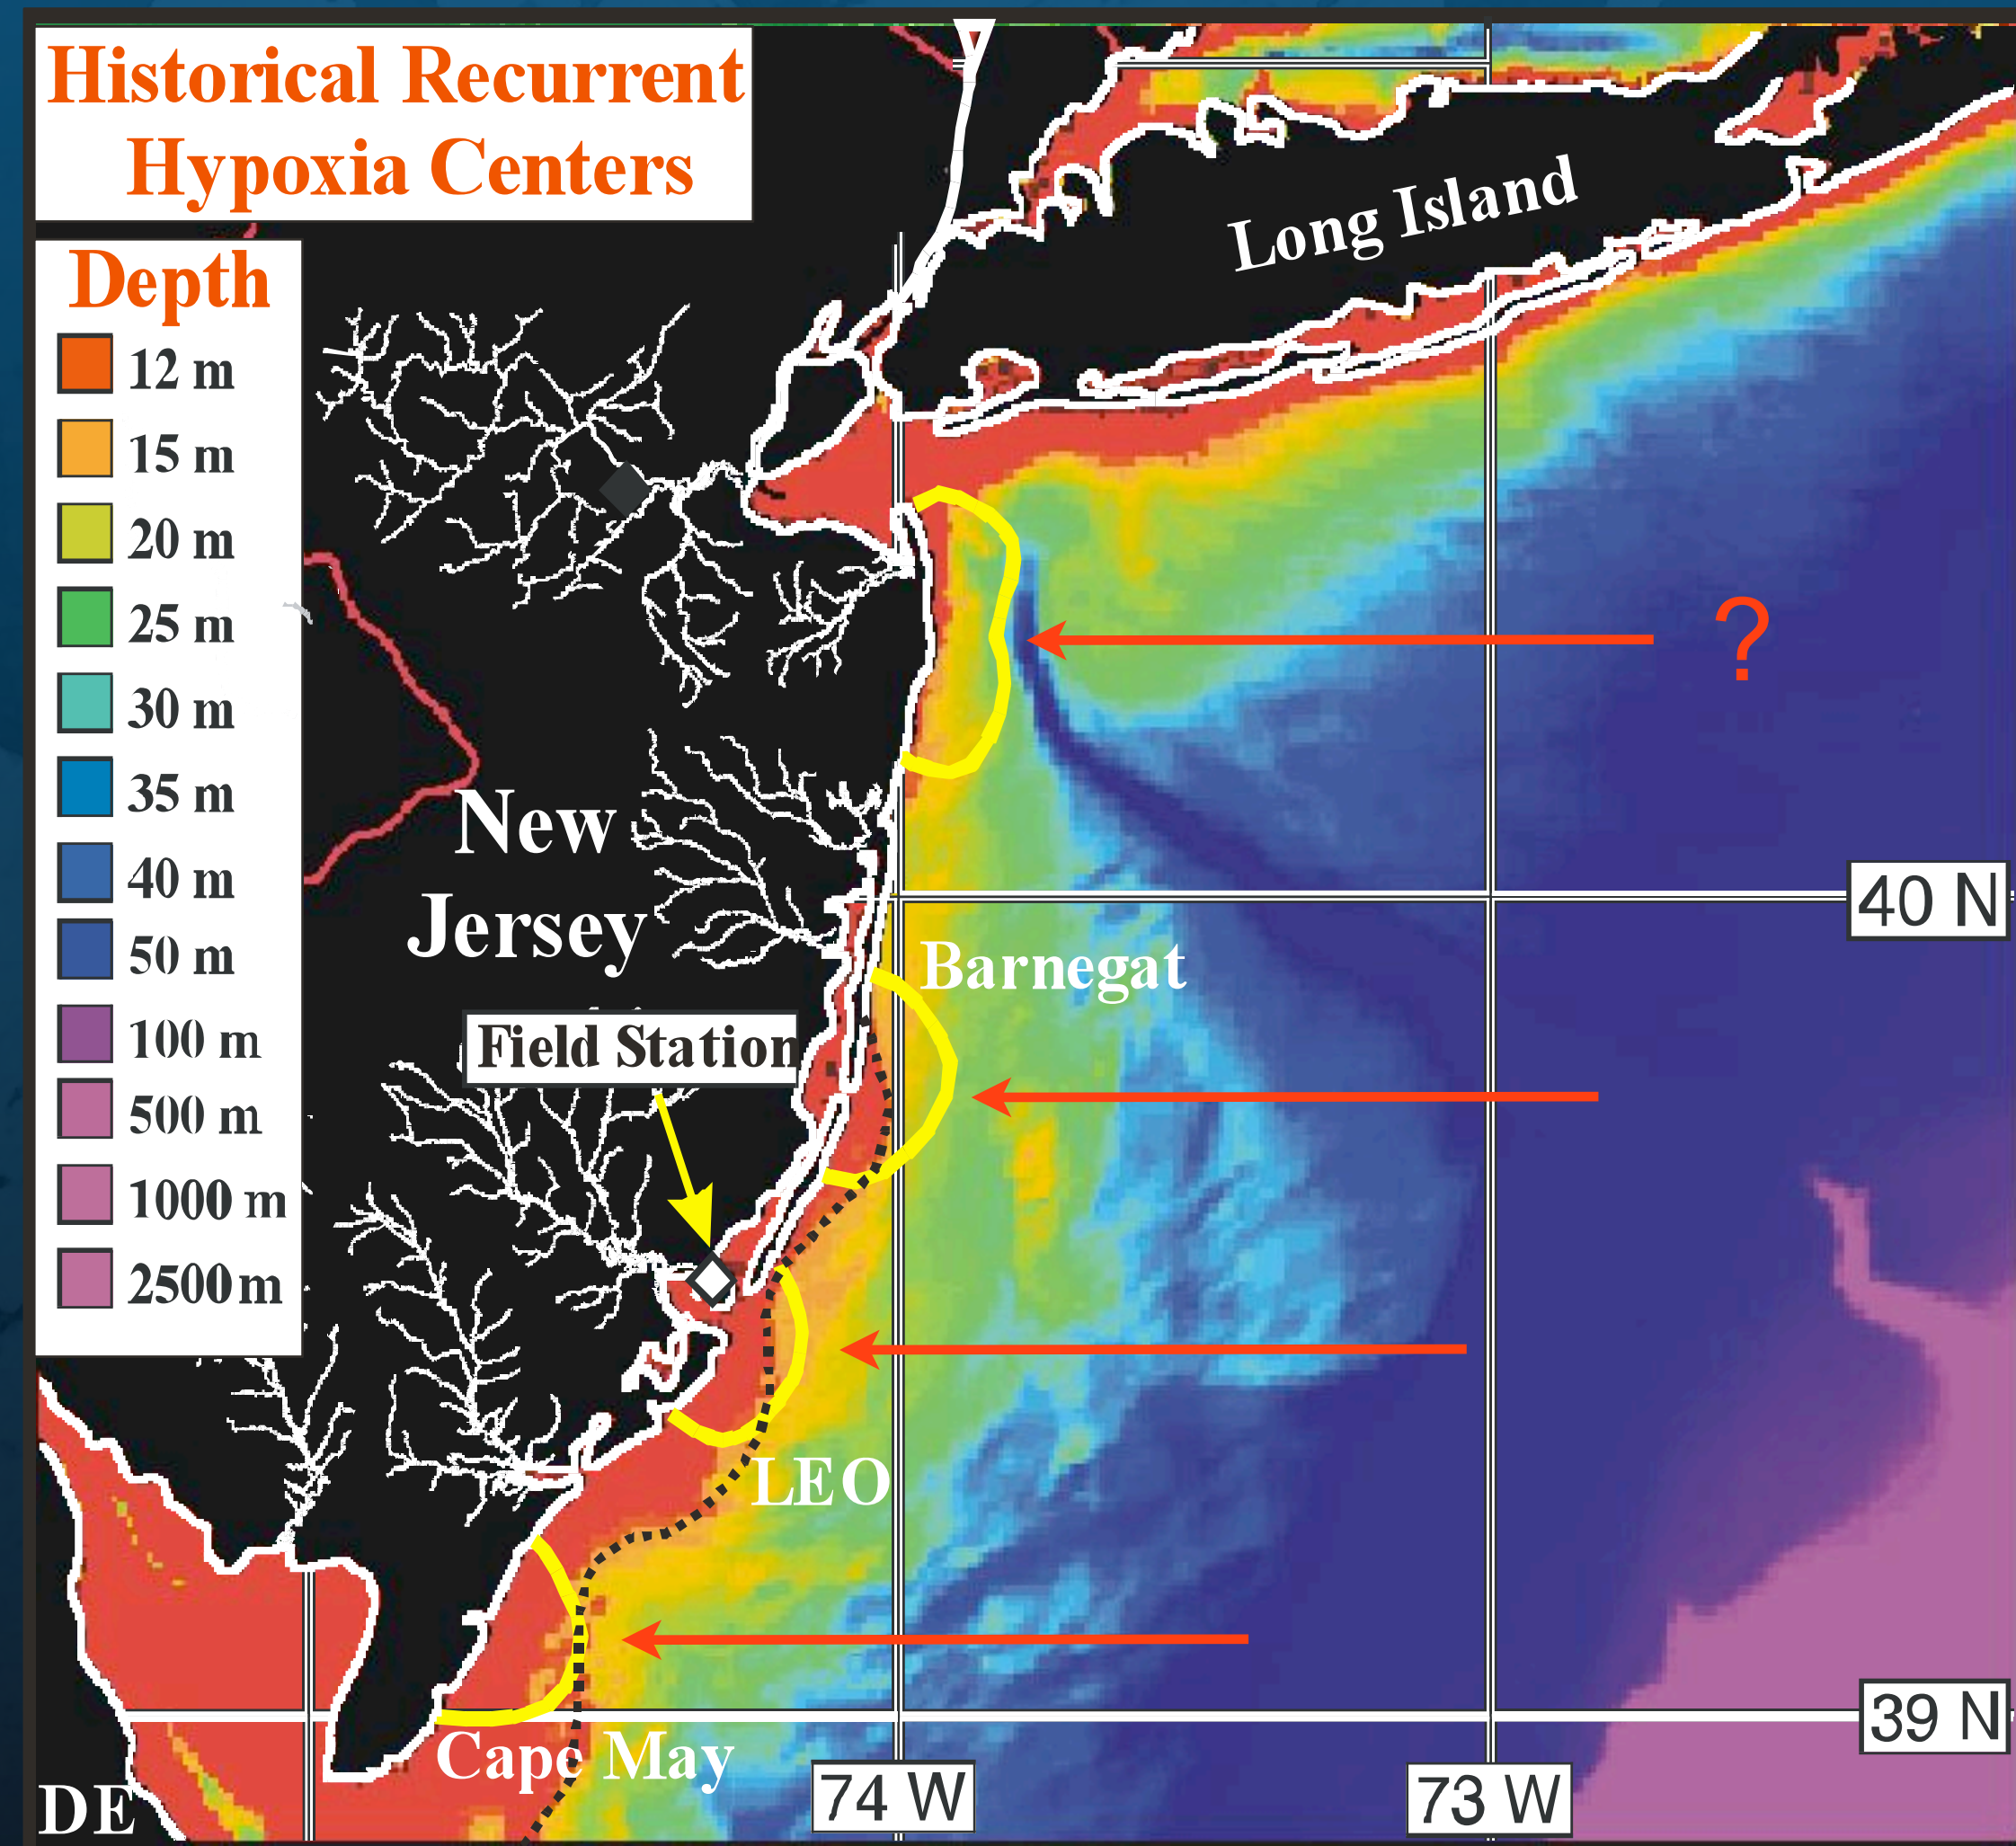 Historical Recurrent
Hypoxia Centers
Depth
12 m
15 m
20 m
25 m
30 m
35 m
40 m
50 m
100 m
500 m
1000 m
2500 m
Long Island
?
New
Jersey
40 N
Barnegat
Field Station
LEO
39 N
Cape May
74 W
73 W
DE